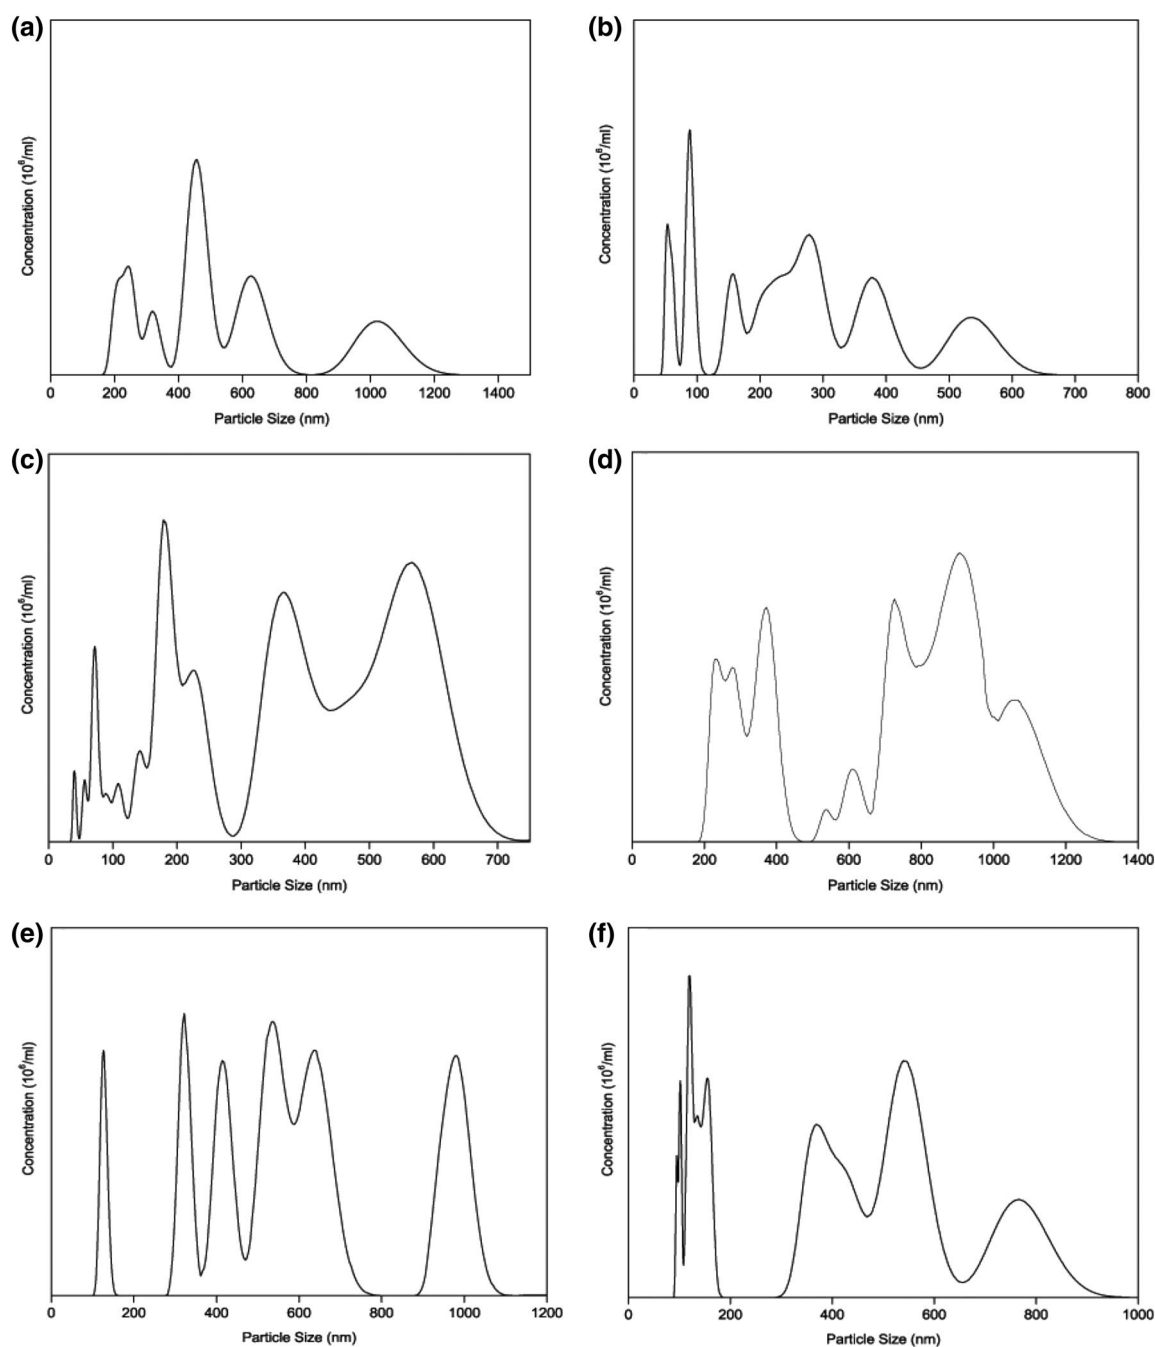 (a)
Concentration (10⁶/ml)
0 200 400 600 800 1000 1200 1400
Particle Size (nm)
(b)
Concentration (10⁶/ml)
0 100 200 300 400 500 600 700 800
Particle Size (nm)
(c)
Concentration (10⁶/ml)
0 100 200 300 400 500 600 700
Particle Size (nm)
(d)
Concentration (10⁶/ml)
0 200 400 600 800 1000 1200 1400
Particle Size (nm)
(e)
Concentration (10⁶/ml)
0 200 400 600 800 1000 1200
Particle Size (nm)
(f)
Concentration (10⁶/ml)
0 200 400 600 800 1000
Particle Size (nm)